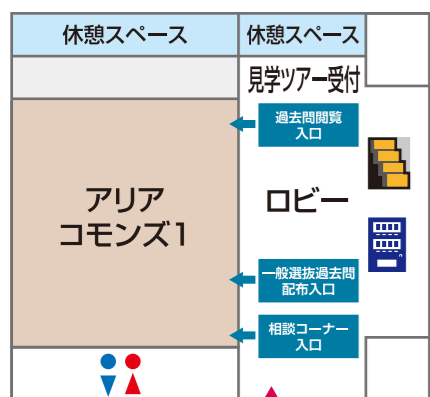 休憩スペース
休憩スペース
見学ツアー受付
過去問閲覧
入口
アリア
コモンズ1
ロビー
一般選抜過去問
配布入口
相談コーナー
入口